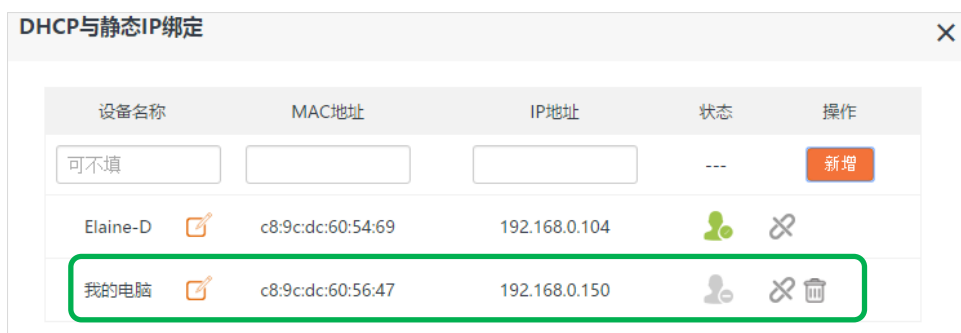 DHCP与静态IP绑定
设备名称 MAC地址 IP地址 状态 操作
可不填 --- 新增
Elaine-D c8:9c:dc:60:54:69 192.168.0.104
我的电脑 c8:9c:dc:60:56:47 192.168.0.150